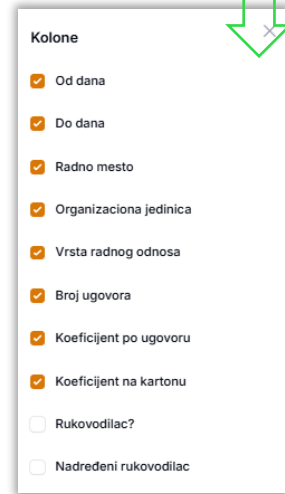 Kolone
Od dana
Do dana
Radno mesto
Organizaciona jedinica
Vrsta radnog odnosa
Broj ugovora
Koeficijent po ugovoru
Koeficijent na kartonu
Rukovodilac?
Nadređeni rukovodilac